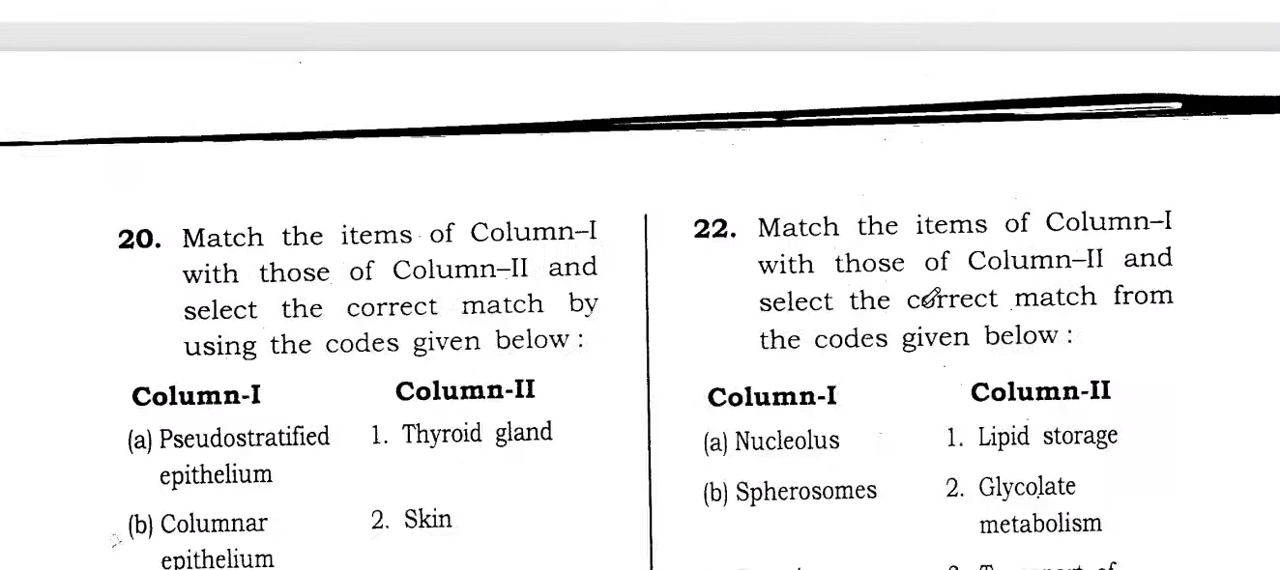 20. Match the items of Column–I
with those of Column–II and
select the correct match by
using the codes given below :
Column-I Column-II
(a) Pseudostratified 1. Thyroid gland
epithelium
(b) Columnar 2. Skin
epithelium
22. Match the items of Column–I
with those of Column–II and
select the correct match from
the codes given below :
Column-I Column-II
(a) Nucleolus 1. Lipid storage
(b) Spherosomes 2. Glycolate
metabolism